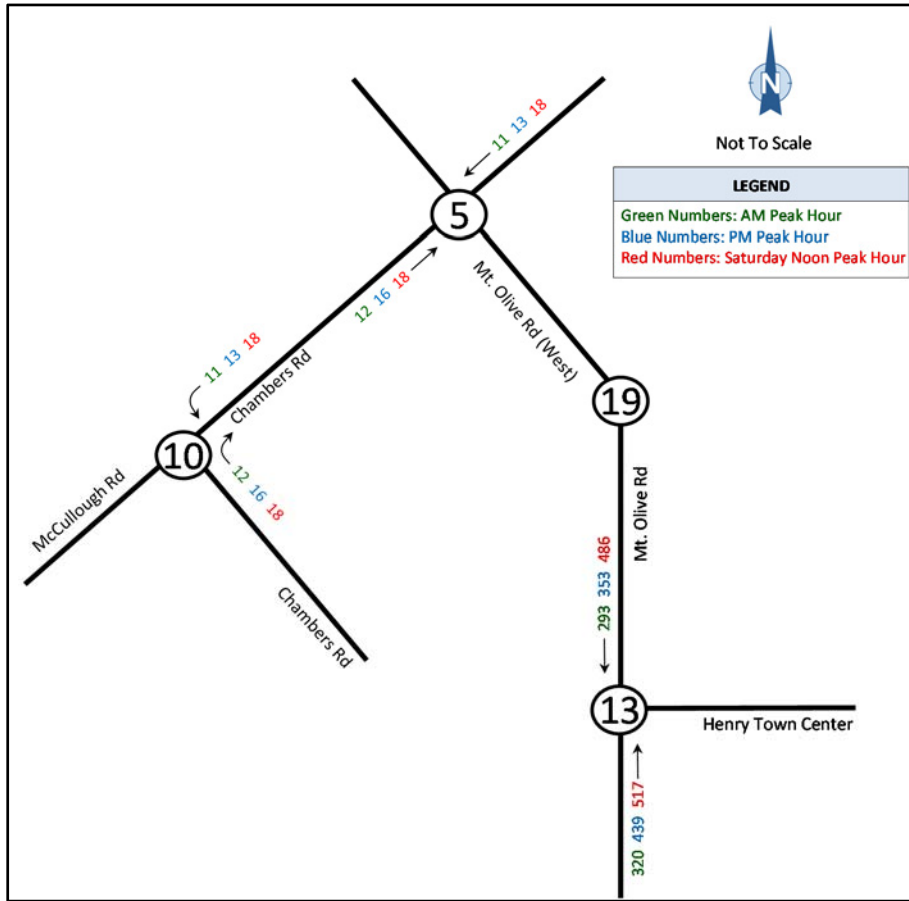 N
Not To Scale
LEGEND
Green Numbers: AM Peak Hour
Blue Numbers: PM Peak Hour
Red Numbers: Saturday Noon Peak Hour
11 13 18
5
12 16 18
Mt. Olive Rd (West)
11 13 18
Chambers Rd
19
10
12 16 18
McCullough Rd
Chambers Rd
Mt. Olive Rd
293 353 486
13
Henry Town Center
320 439 517